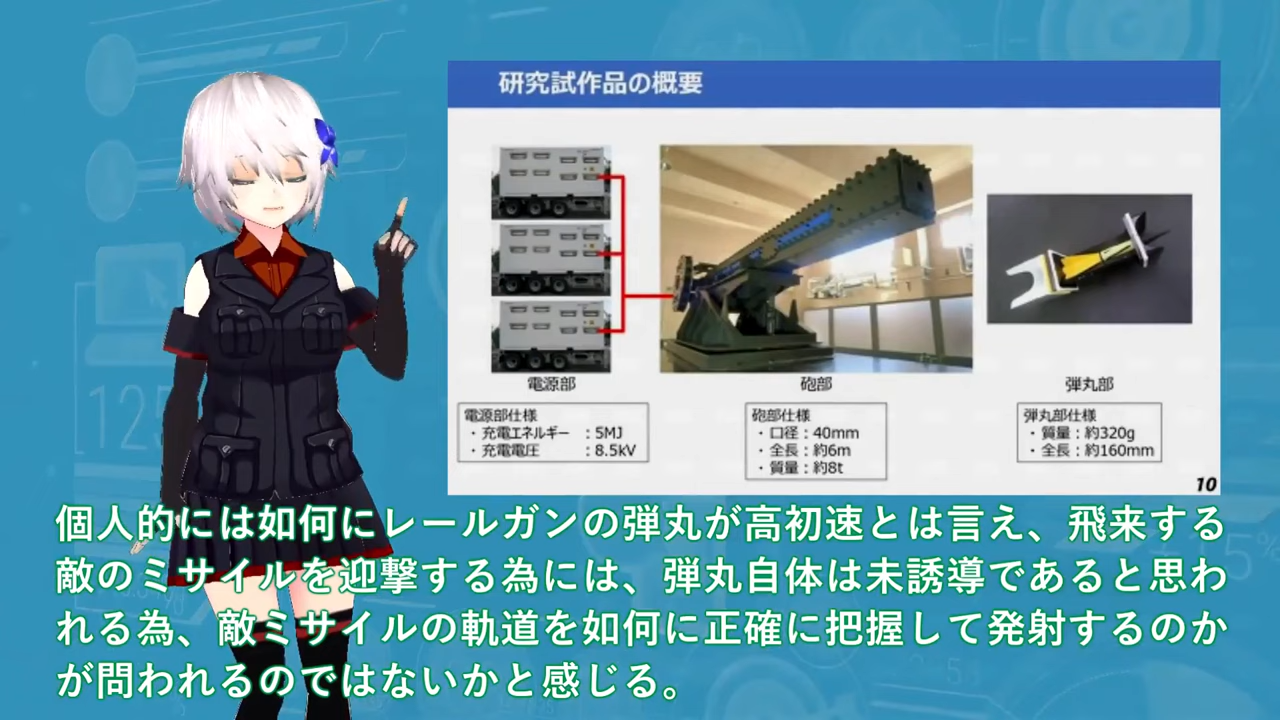 研究試作品の概要
電源部
砲部
弾丸部
電源部仕様
・充電エネルギー ：5MJ
・充電電圧 ：8.5kV
砲部仕様
・口径：40mm
・全長：約6m
・質量：約8t
弾丸部仕様
・質量：約320g
・全長：約160mm
10
125
個人的には如何にレールガンの弾丸が高初速とは言え、飛来する
敵のミサイルを迎撃する為には、弾丸自体は未誘導であると思わ
れる為、敵ミサイルの軌道を如何に正確に把握して発射するのか
が問われるのではないかと感じる。